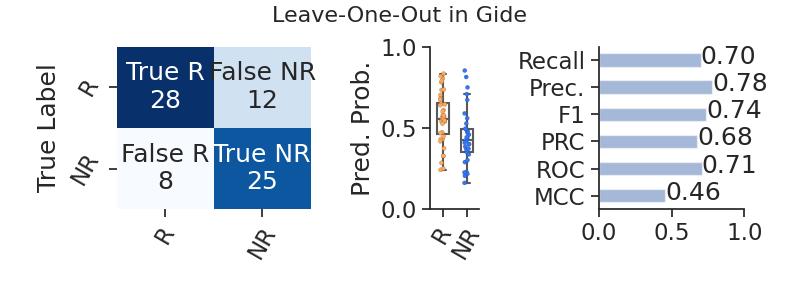 Leave-One-Out in Gide
True Label
R
NR
True R
28
False NR
12
False R
8
True NR
25
R
NR
Pred. Prob.
1.0
0.5
0.0
R
NR
Recall
0.70
Prec.
0.78
F1
0.74
PRC
0.68
ROC
0.71
MCC
0.46
0.0
0.5
1.0